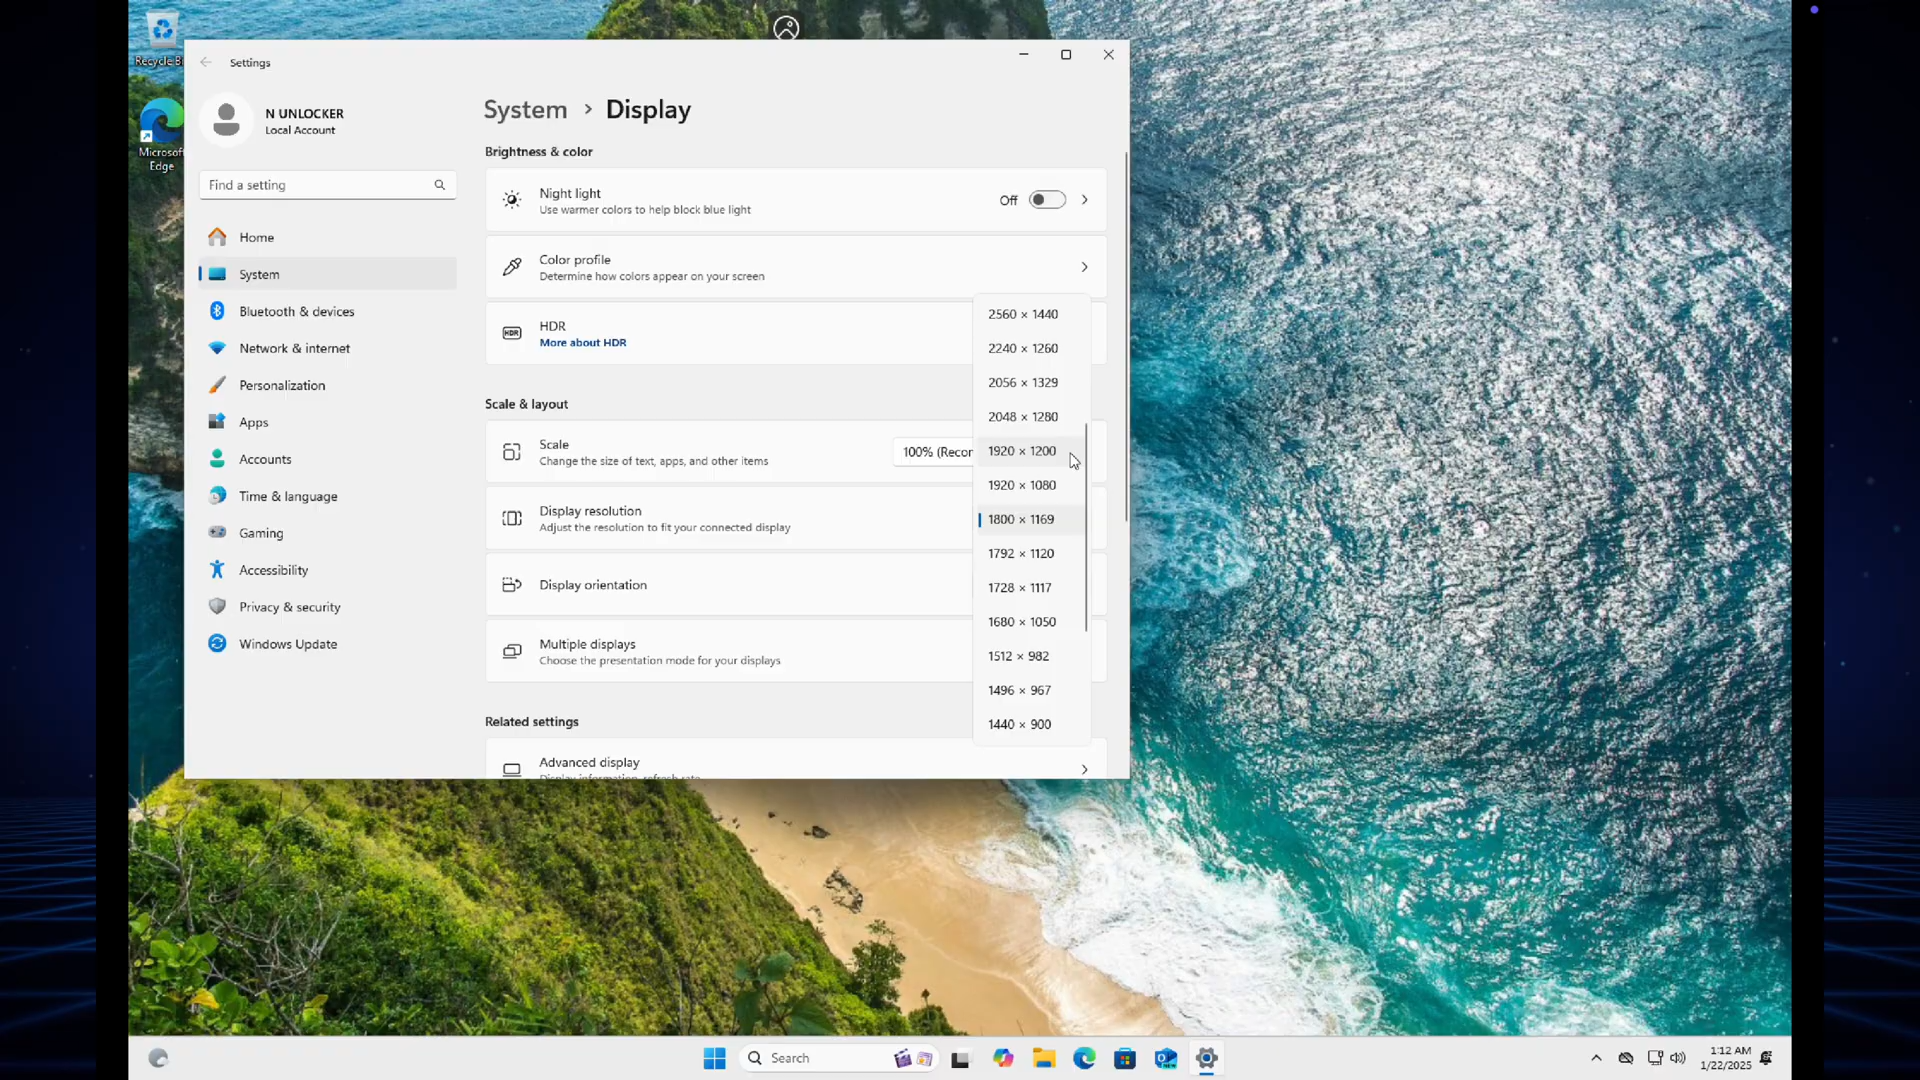 Recycle Bi
Microsoft
Edge
Settings
N UNLOCKER
Local Account
Find a setting
Home
System
Bluetooth & devices
Network & internet
Personalization
Apps
Accounts
Time & language
Gaming
Accessibility
Privacy & security
Windows Update
System > Display
Brightness & color
Night light
Use warmer colors to help block blue light
Off
Color profile
Determine how colors appear on your screen
HDR
HDR
More about HDR
Scale & layout
Scale
Change the size of text, apps, and other items
100% (Recor
Display resolution
Adjust the resolution to fit your connected display
Display orientation
Multiple displays
Choose the presentation mode for your displays
Related settings
Advanced display
Display information, refresh rate
2560 × 1440
2240 × 1260
2056 × 1329
2048 × 1280
1920 × 1200
1920 × 1080
1800 × 1169
1792 × 1120
1728 × 1117
1680 × 1050
1512 × 982
1496 × 967
1440 × 900
Search
NEW
1:12 AM
1/22/2025